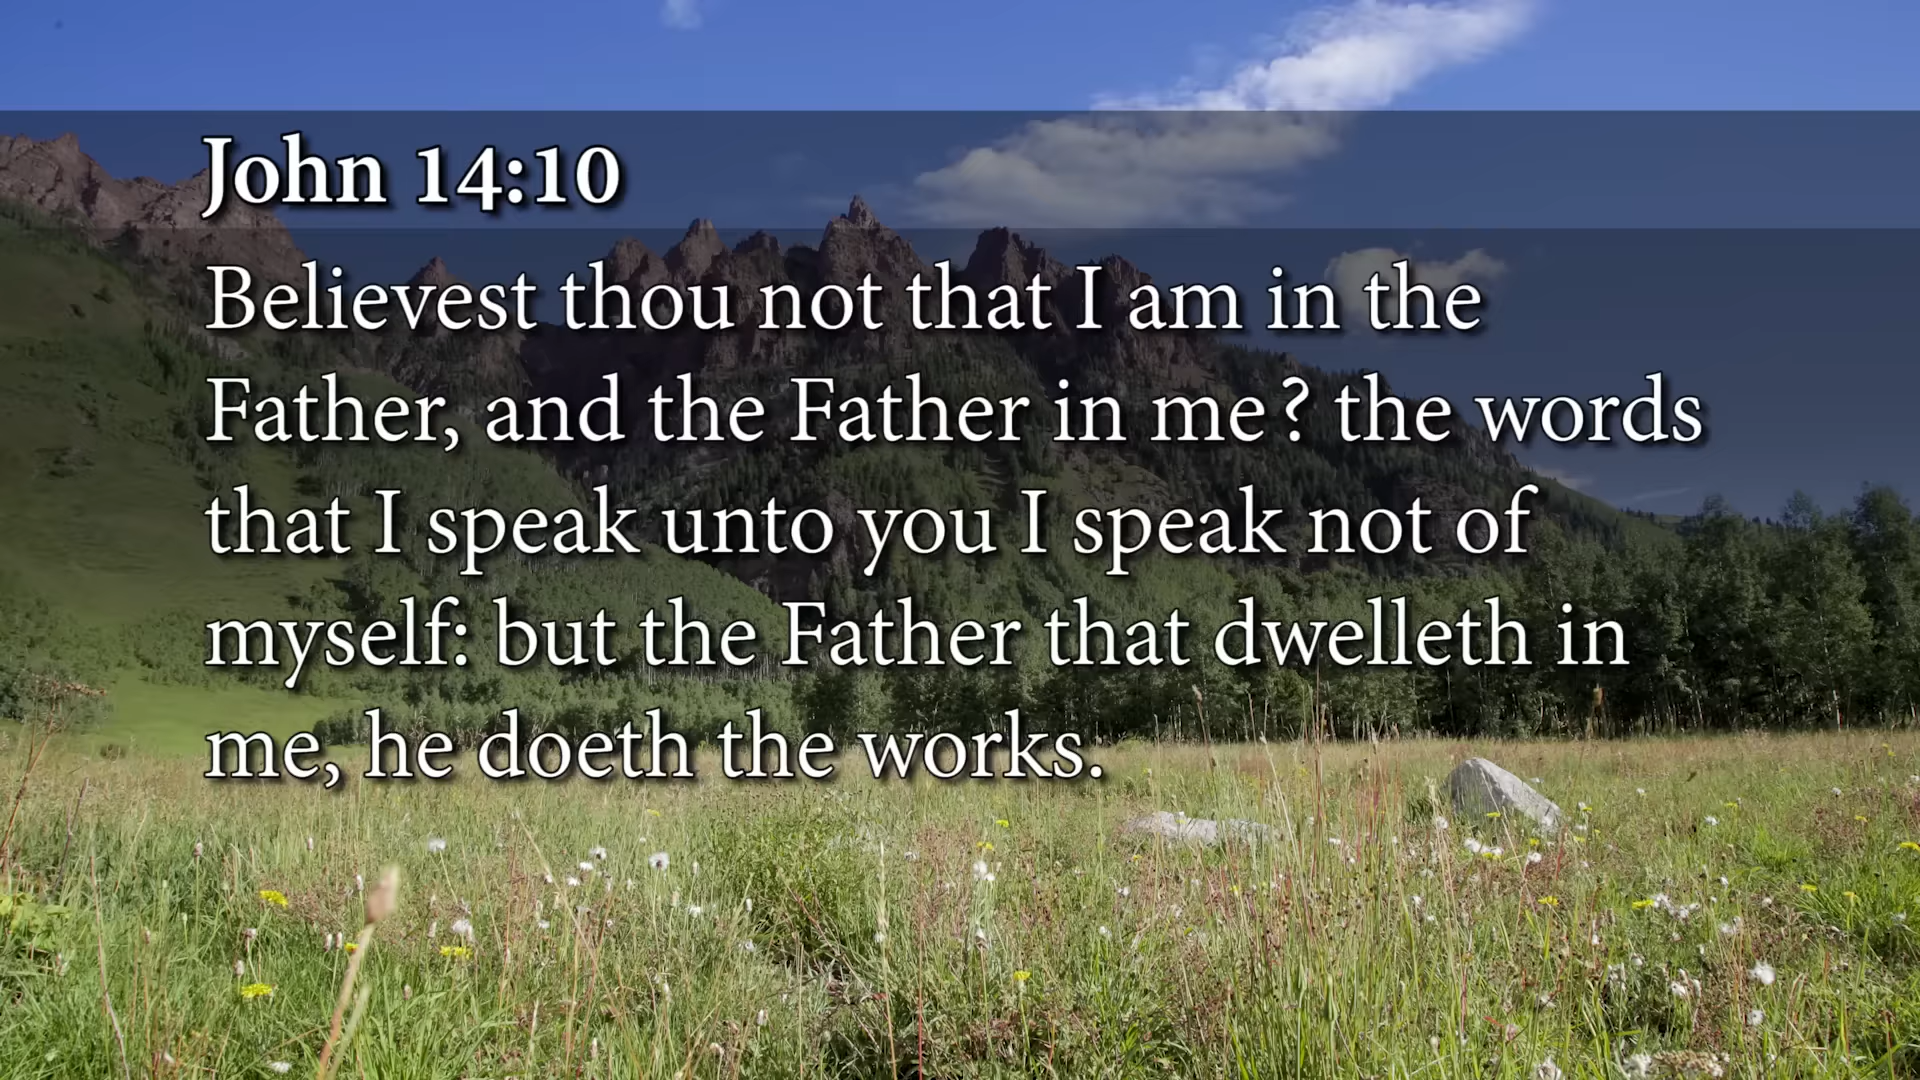 John 14:10
Believest thou not that I am in the
Father, and the Father in me? the words
that I speak unto you I speak not of
myself: but the Father that dwelleth in
me, he doeth the works.